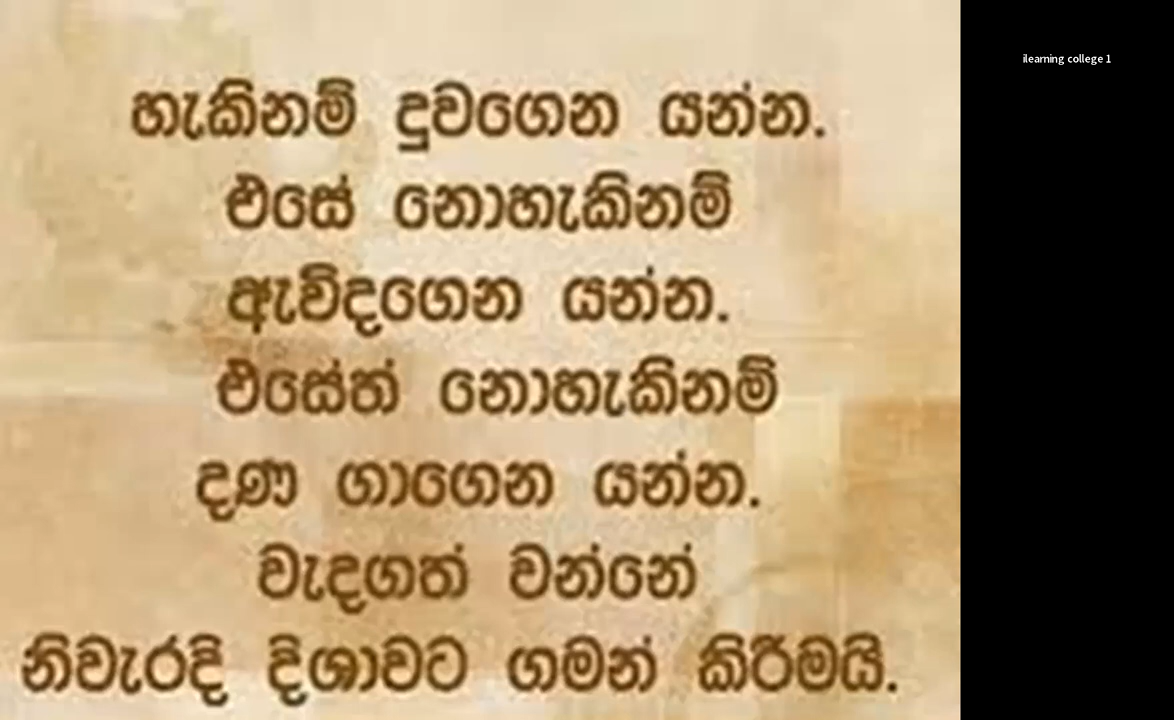 හැකිනම් දුවගෙන යන්න.
එසේ නොහැකිනම්
ඇවිදගෙන යන්න.
එසේත් නොහැකිනම්
දණ ගාගෙන යන්න.
වැදගත් වන්නේ
නිවැරදි දිශාවට ගමන් කිරීමයි.
ilearning college 1